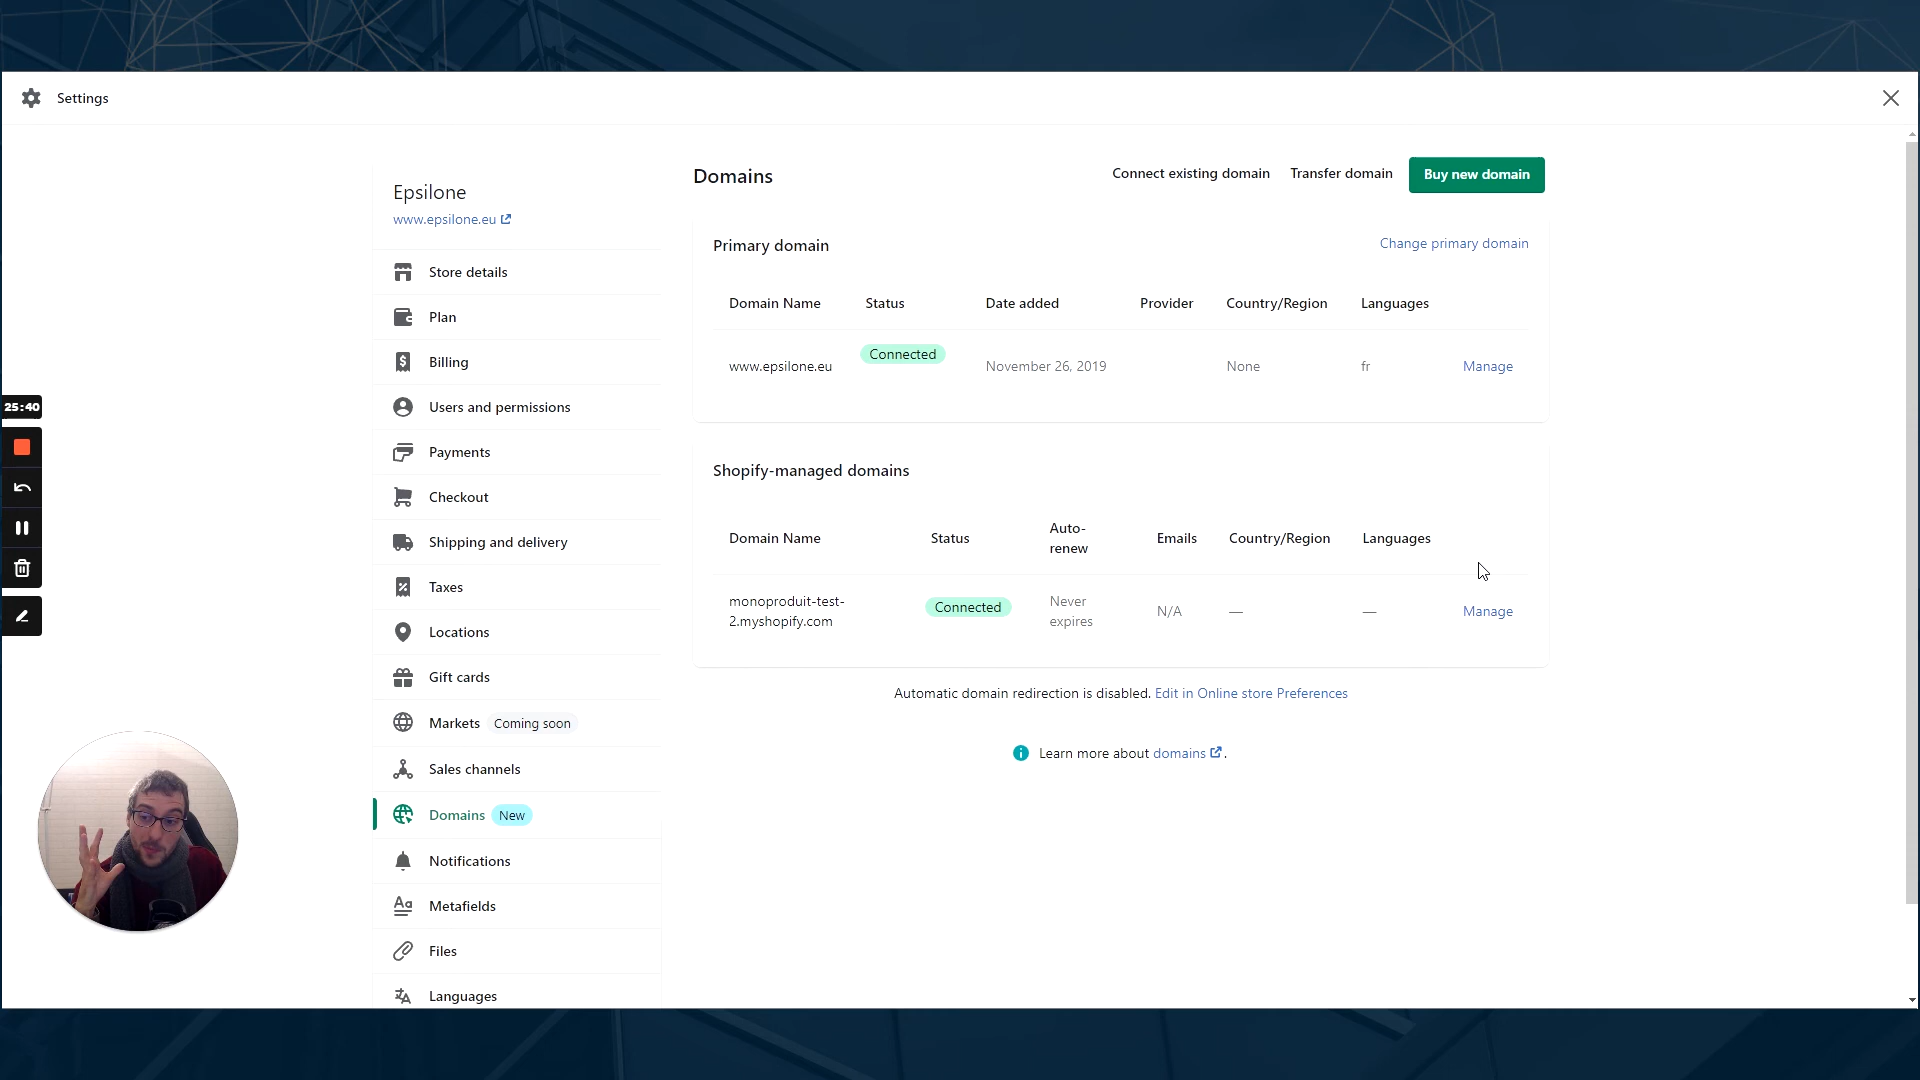 Settings
Epsilone
www.epsilone.eu
Store details
Plan
Billing
Users and permissions
Payments
Checkout
Shipping and delivery
Taxes
Locations
Gift cards
Markets Coming soon
Sales channels
Domains New
Notifications
Metafields
Files
Languages
Domains
Connect existing domain Transfer domain Buy new domain
Primary domain Change primary domain
Domain Name Status Date added Provider Country/Region Languages
www.epsilone.eu Connected November 26, 2019 None fr Manage
Shopify-managed domains
Domain Name Status Auto-
renew Emails Country/Region Languages
monoproduit-test-
2.myshopify.com Connected Never
expires N/A — — Manage
Automatic domain redirection is disabled. Edit in Online store Preferences
Learn more about domains .
25:40